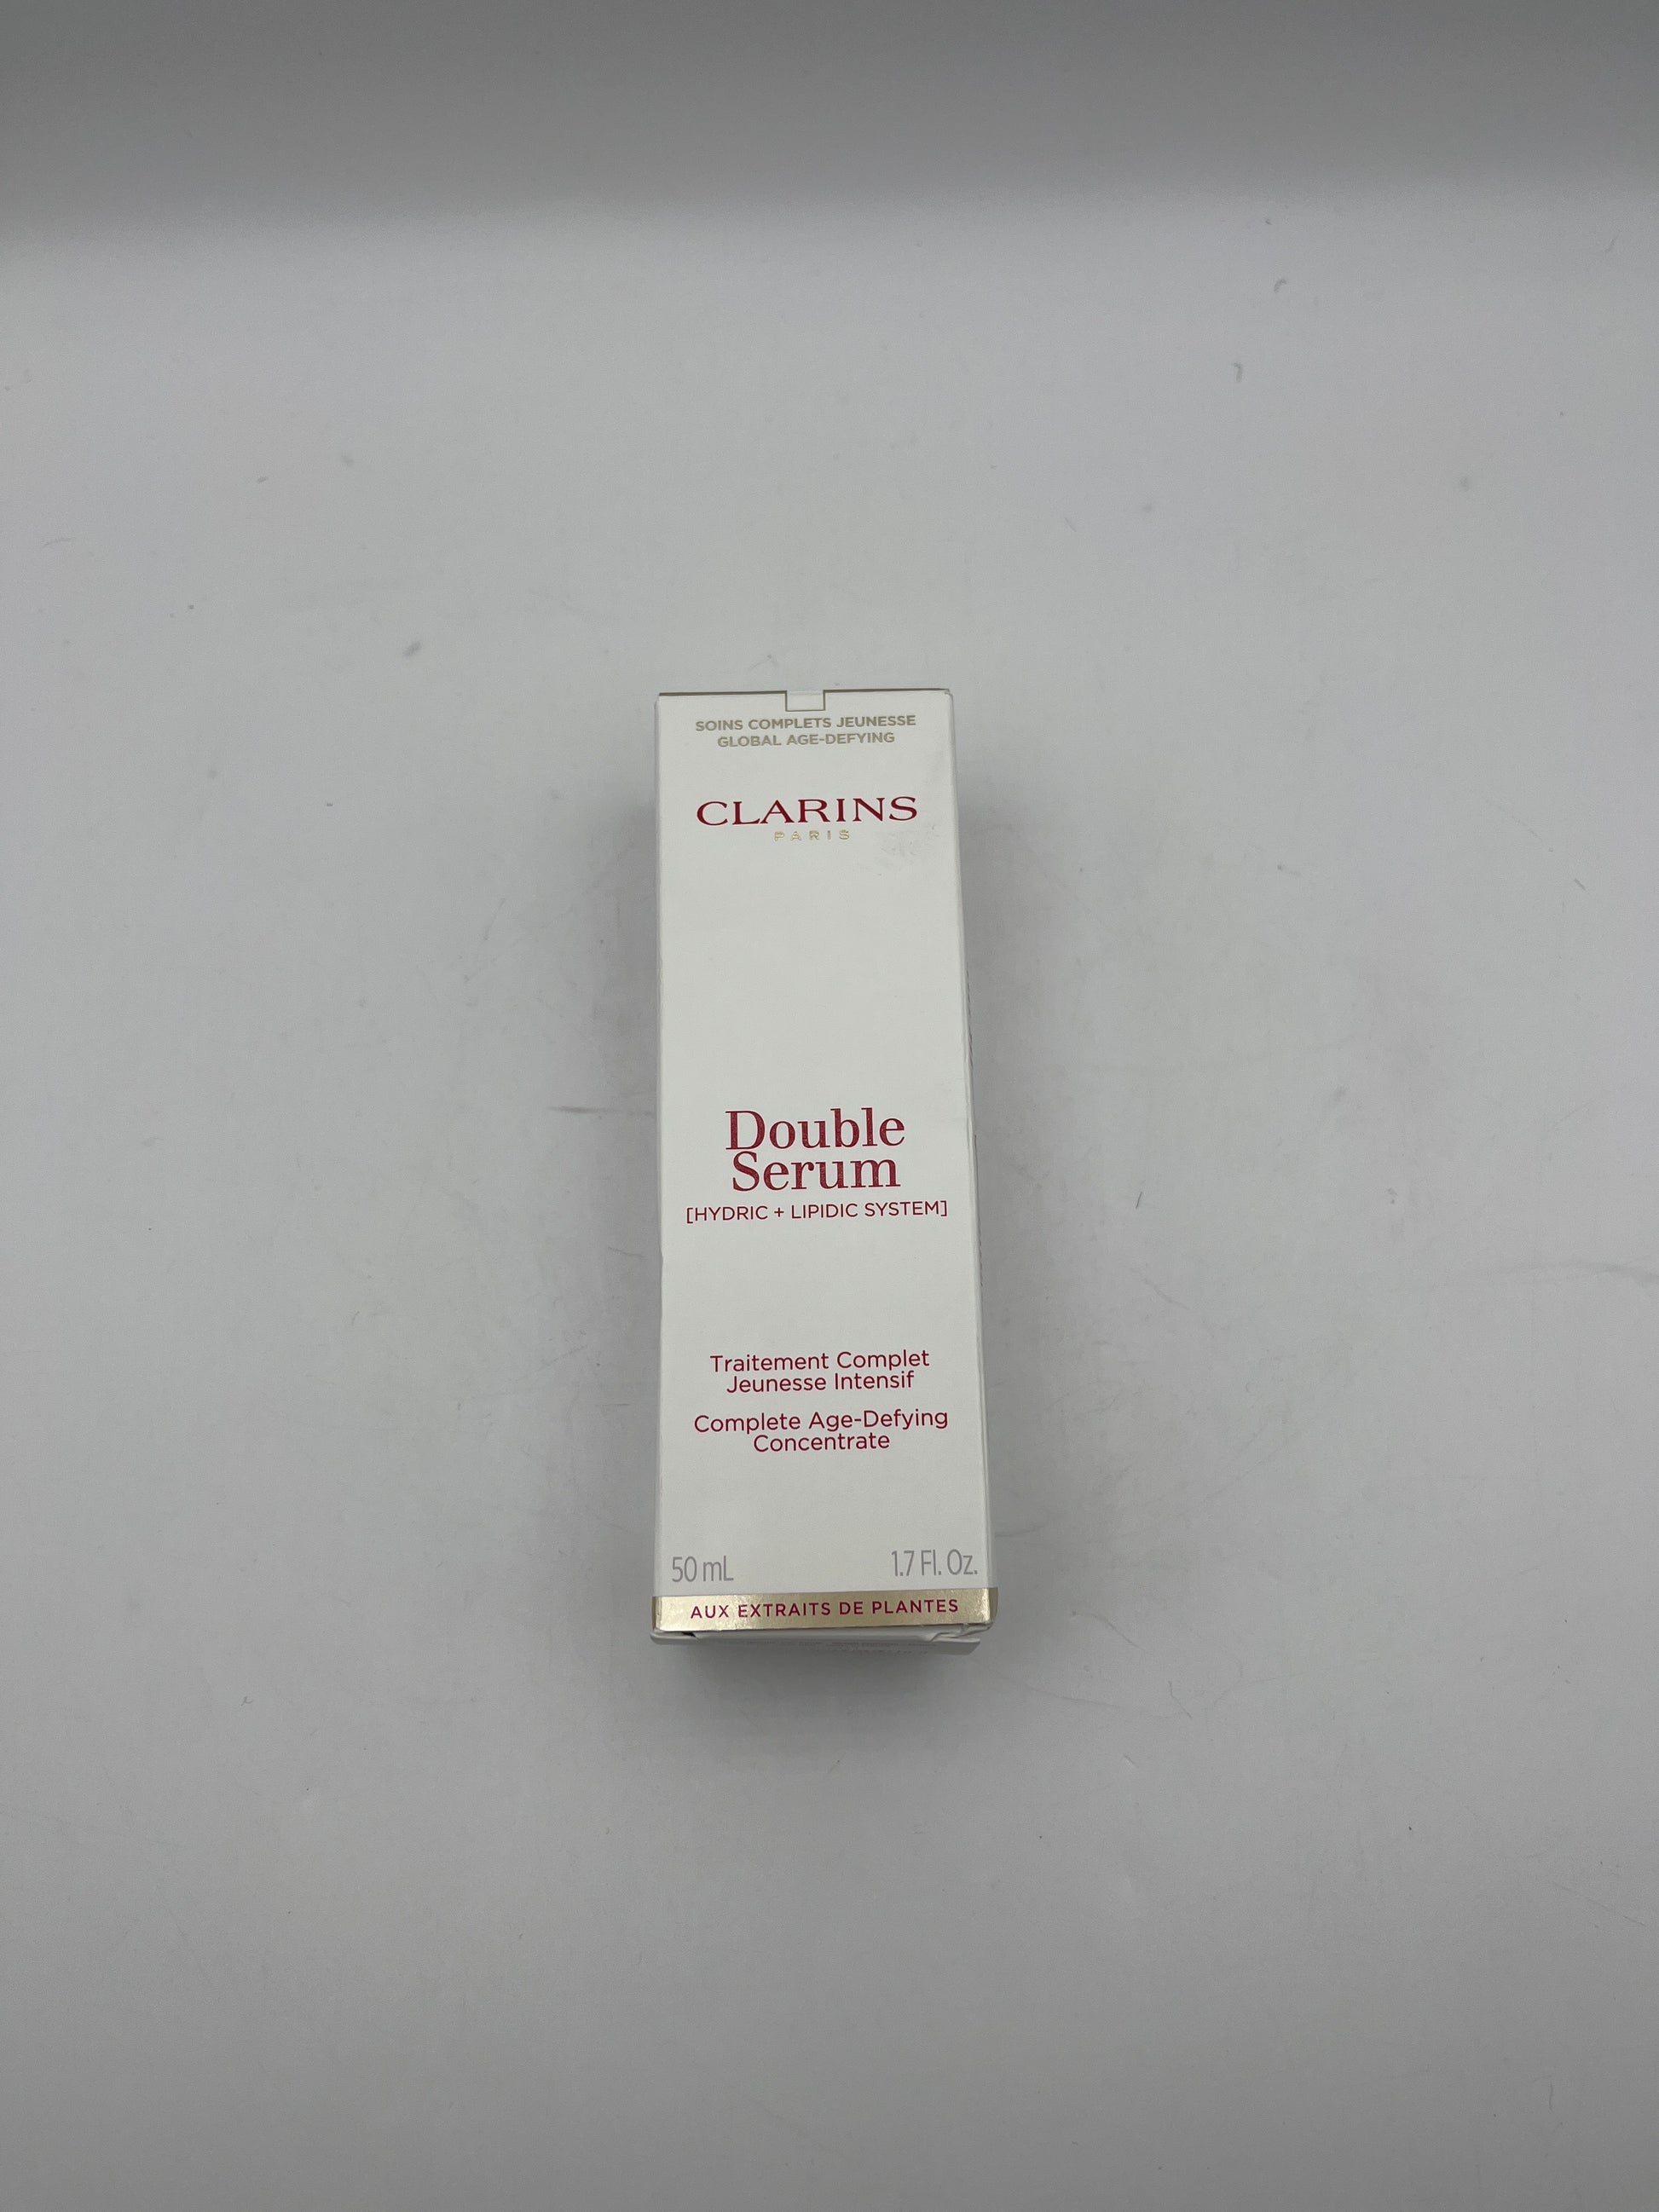 SOINS COMPLETS JEUNESSE
GLOBAL AGE-DEFYING
CLARINS
PARIS
Double
Serum
[HYDRIC + LIPIDIC SYSTEM]
Traitement Complet
Jeunesse Intensif
Complete Age-Defying
Concentrate
50 mL 1.7 Fl. Oz.
AUX EXTRAITS DE PLANTES